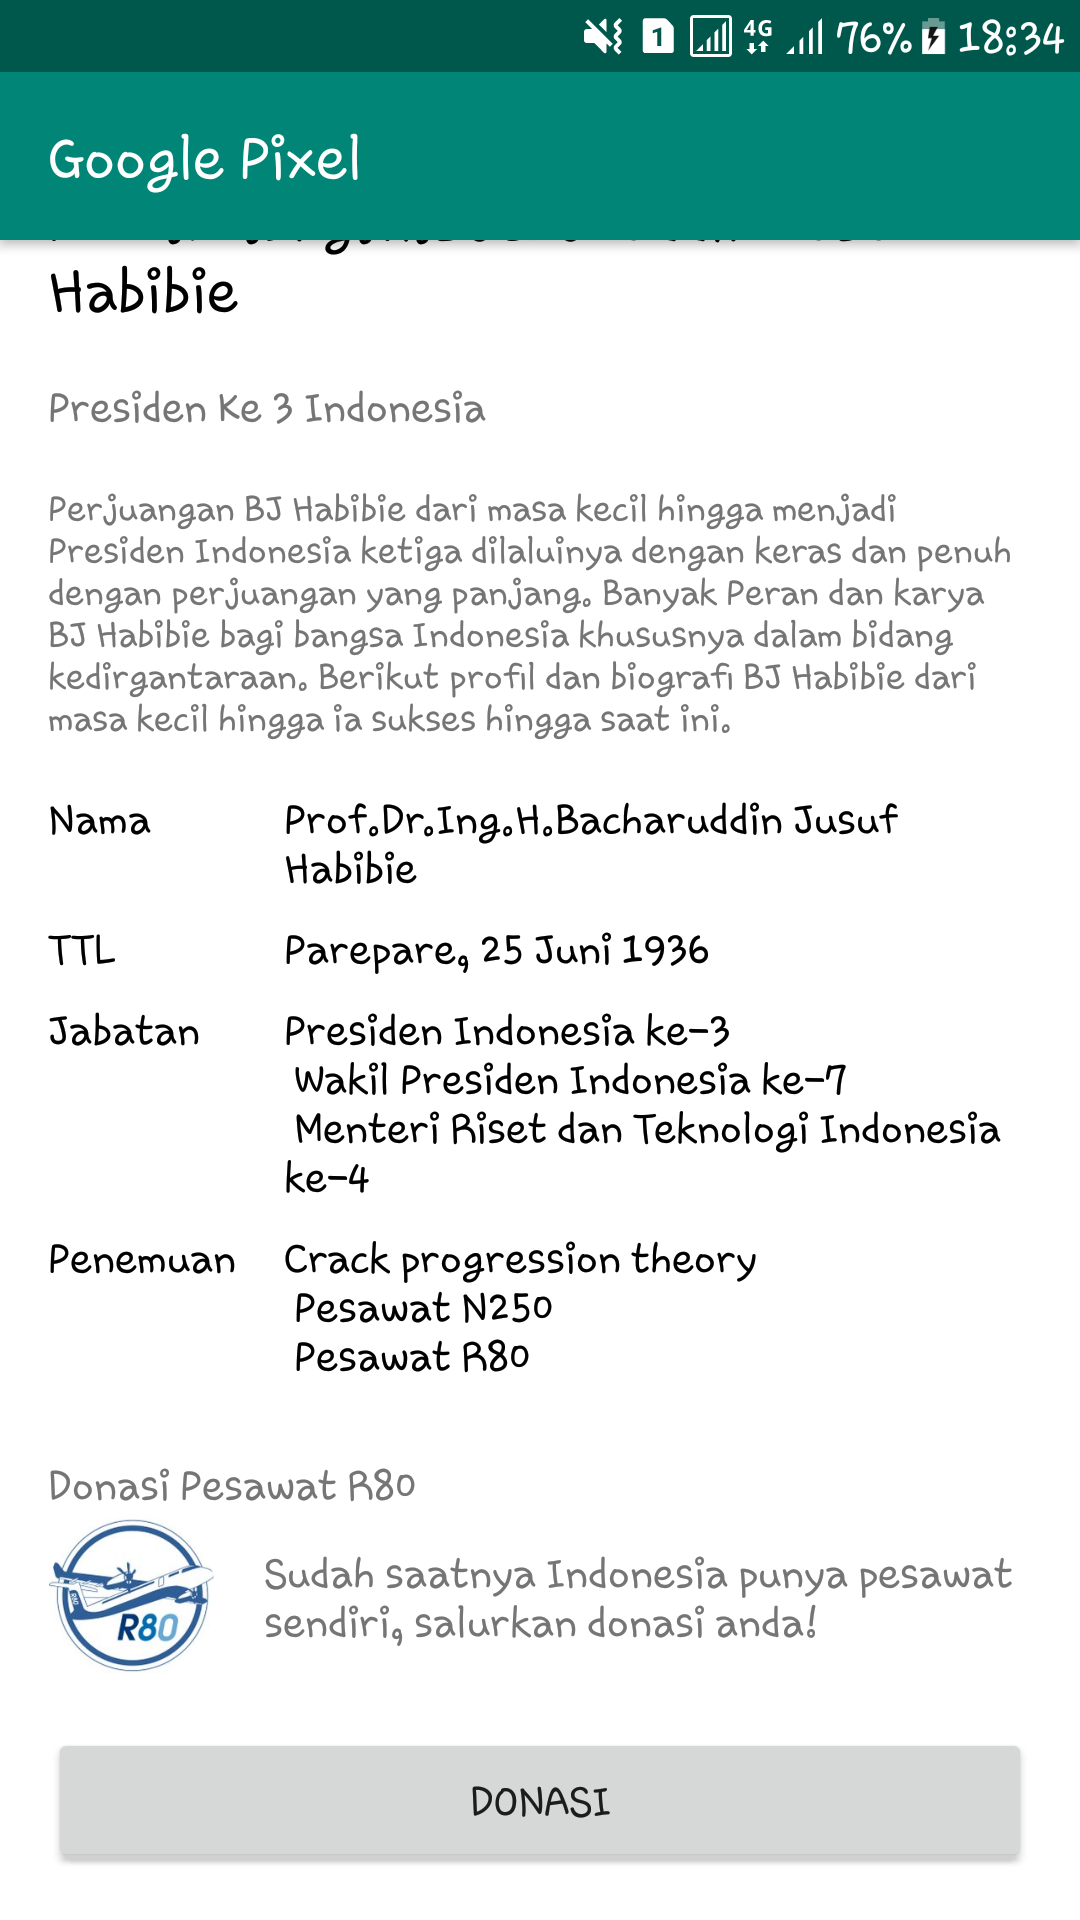 1 4G 76% 18:34
Google Pixel
Habibie
Presiden Ke 3 Indonesia
Perjuangan BJ Habibie dari masa kecil hingga menjadi
Presiden Indonesia ketiga dilaluinya dengan keras dan penuh
dengan perjuangan yang panjang. Banyak Peran dan karya
BJ Habibie bagi bangsa Indonesia khususnya dalam bidang
kedirgantaraan. Berikut profil dan biografi BJ Habibie dari
masa kecil hingga ia sukses hingga saat ini.
Nama Prof.Dr.Ing.H.Bacharuddin Jusuf
Habibie
TTL Parepare, 25 Juni 1936
Jabatan Presiden Indonesia ke-3
Wakil Presiden Indonesia ke-7
Menteri Riset dan Teknologi Indonesia
ke-4
Penemuan Crack progression theory
Pesawat N250
Pesawat R80
Donasi Pesawat R80
R80
Sudah saatnya Indonesia punya pesawat
sendiri, salurkan donasi anda!
DONASI